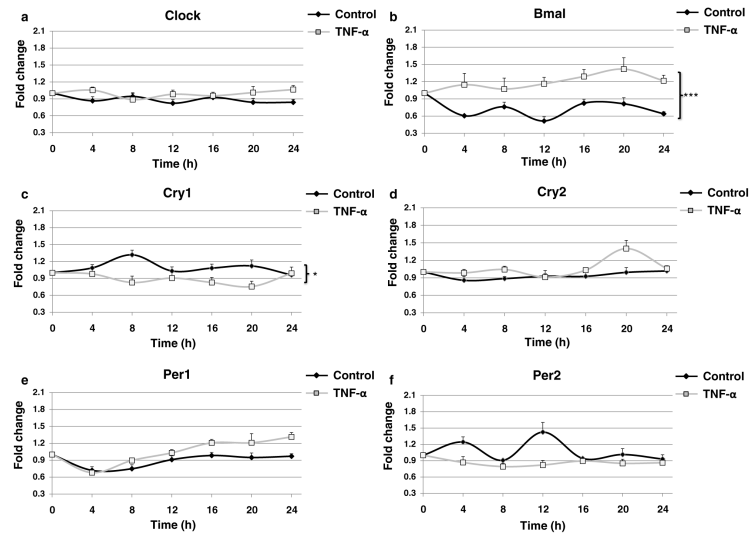 a
Clock
Control
TNF-α
Fold change
2.1
1.8
1.5
1.2
0.9
0.6
0.3
0 4 8 12 16 20 24
Time (h)
b
Bmal
Control
TNF-α
Fold change
2.1
1.8
1.5
1.2
0.9
0.6
0.3
***
0 4 8 12 16 20 24
Time (h)
c
Cry1
Control
TNF-α
Fold change
2.1
1.8
1.5
1.2
0.9
0.6
0.3
*
0 4 8 12 16 20 24
Time (h)
d
Cry2
Control
TNF-α
Fold change
2.1
1.8
1.5
1.2
0.9
0.6
0.3
0 4 8 12 16 20 24
Time (h)
e
Per1
Control
TNF-α
Fold change
2.1
1.8
1.5
1.2
0.9
0.6
0.3
0 4 8 12 16 20 24
Time (h)
f
Per2
Control
TNF-α
Fold change
2.1
1.8
1.5
1.2
0.9
0.6
0.3
0 4 8 12 16 20 24
Time (h)